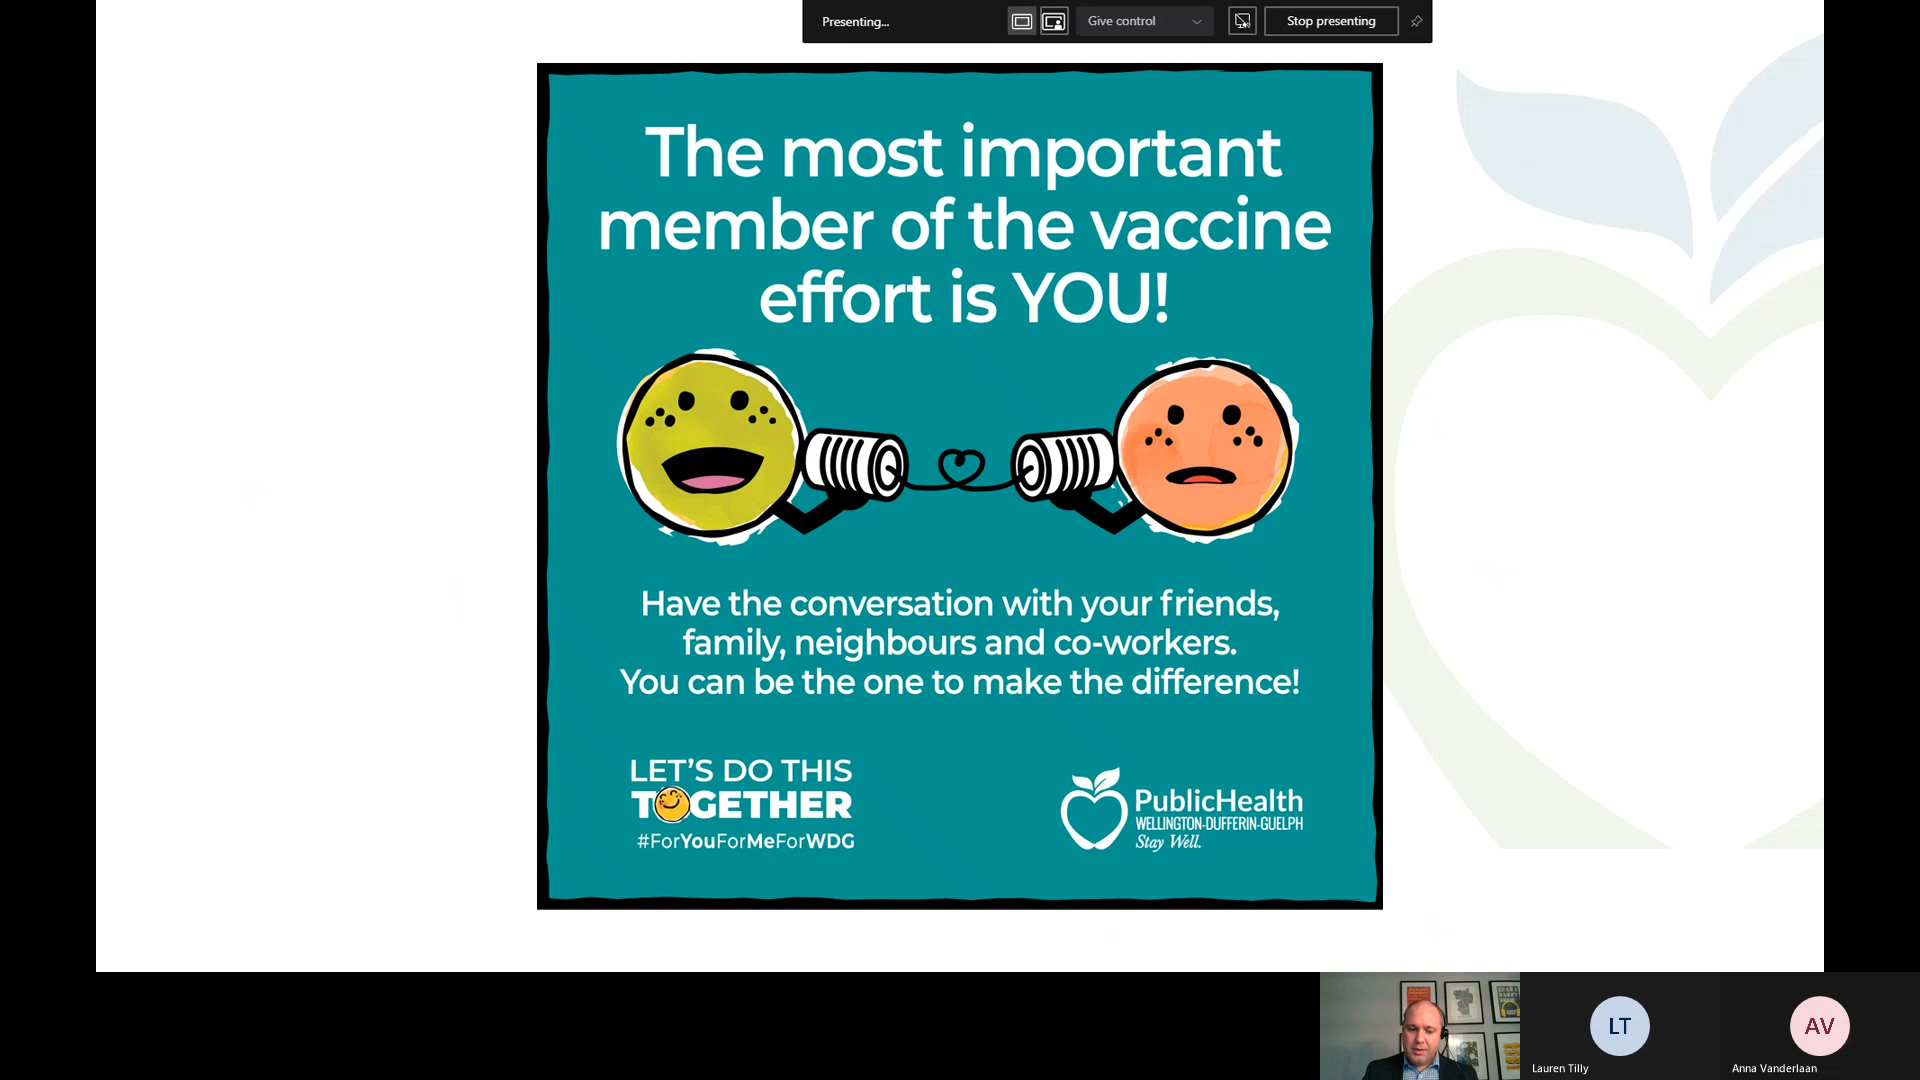 Presenting...
Give control
Stop presenting
The most important
member of the vaccine
effort is YOU!
Have the conversation with your friends,
family, neighbours and co-workers.
You can be the one to make the difference!
LET'S DO THIS
TOGETHER
#ForYouForMeForWDG
PublicHealth
WELLINGTON-DUFFERIN-GUELPH
Stay Well.
LT
AV
Lauren Tilly
Anna Vanderlaan